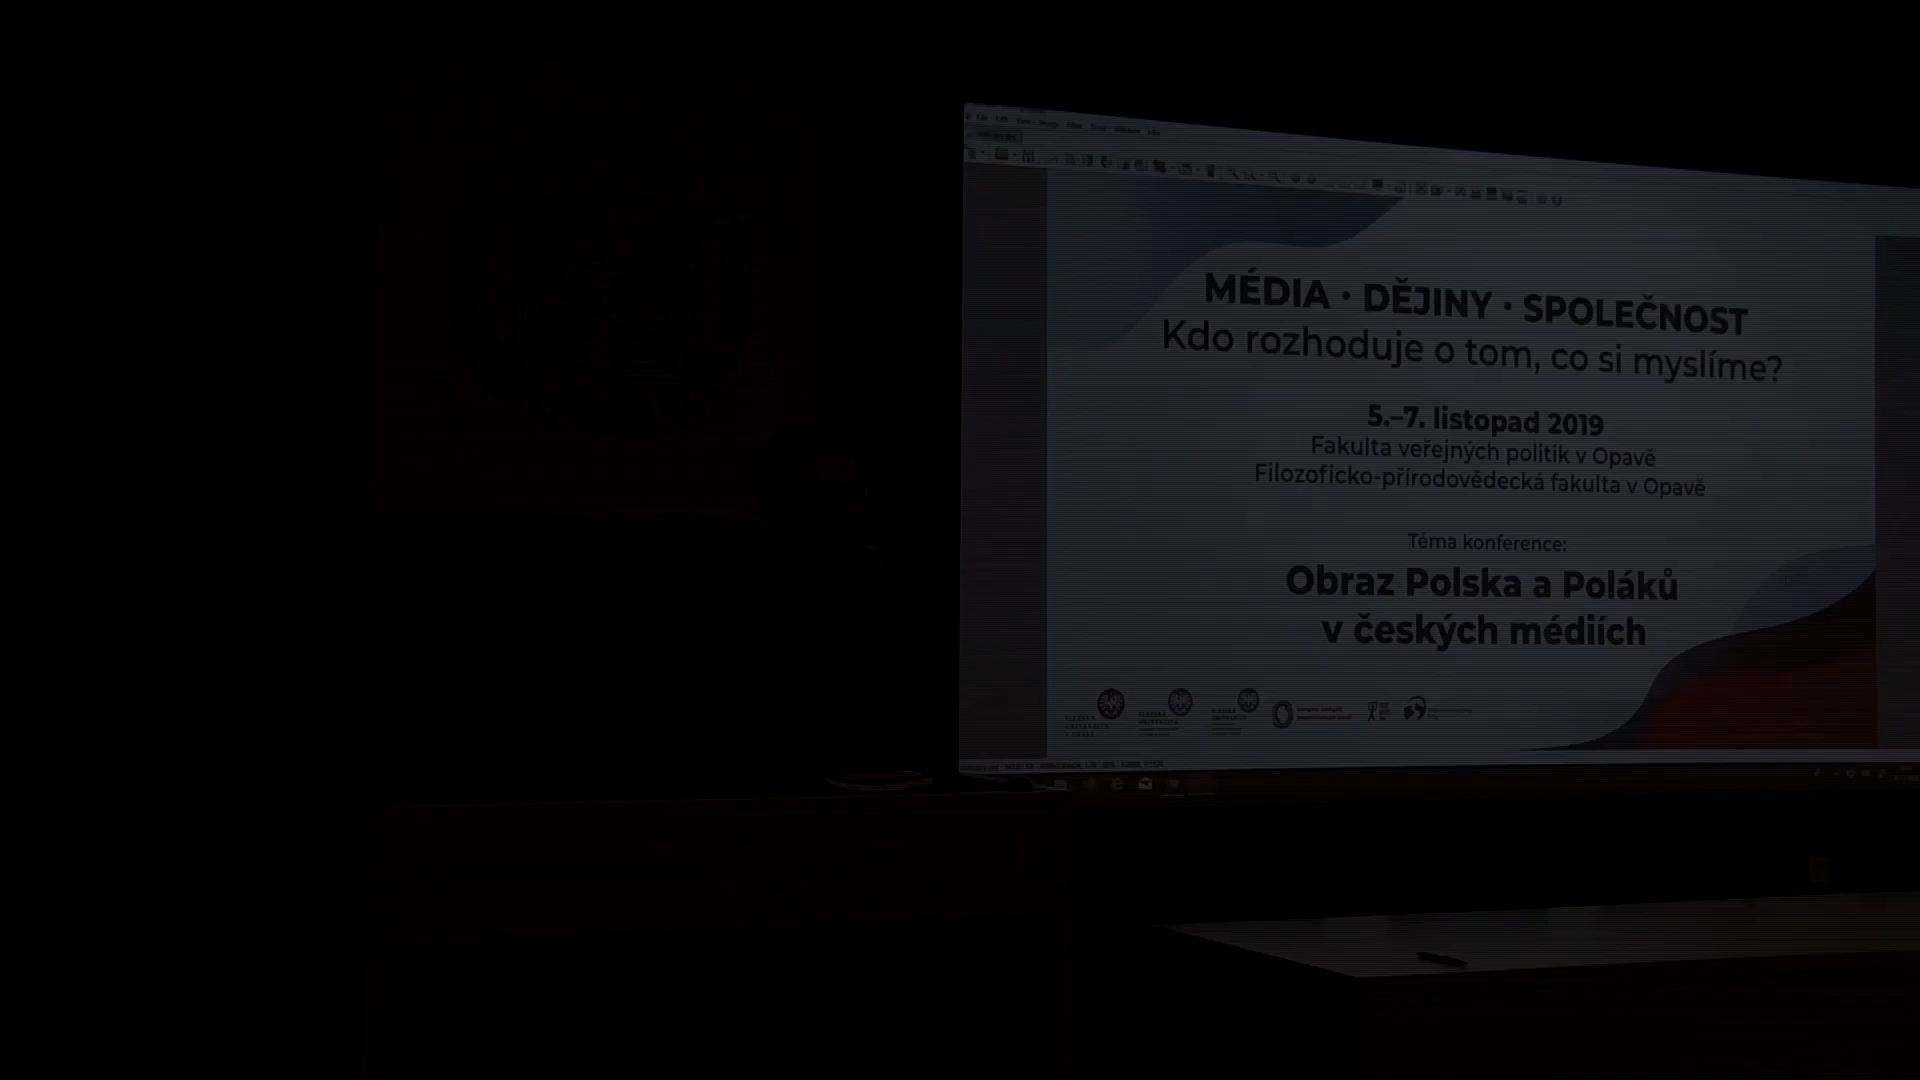 MÉDIA · DĚJINY · SPOLEČNOST
Kdo rozhoduje o tom, co si myslíme?
5.–7. listopad 2019
Fakulta veřejných politik v Opavě
Filozoficko-přírodovědecká fakulta v Opavě
Téma konference:
Obraz Polska a Poláků
v českých médiích